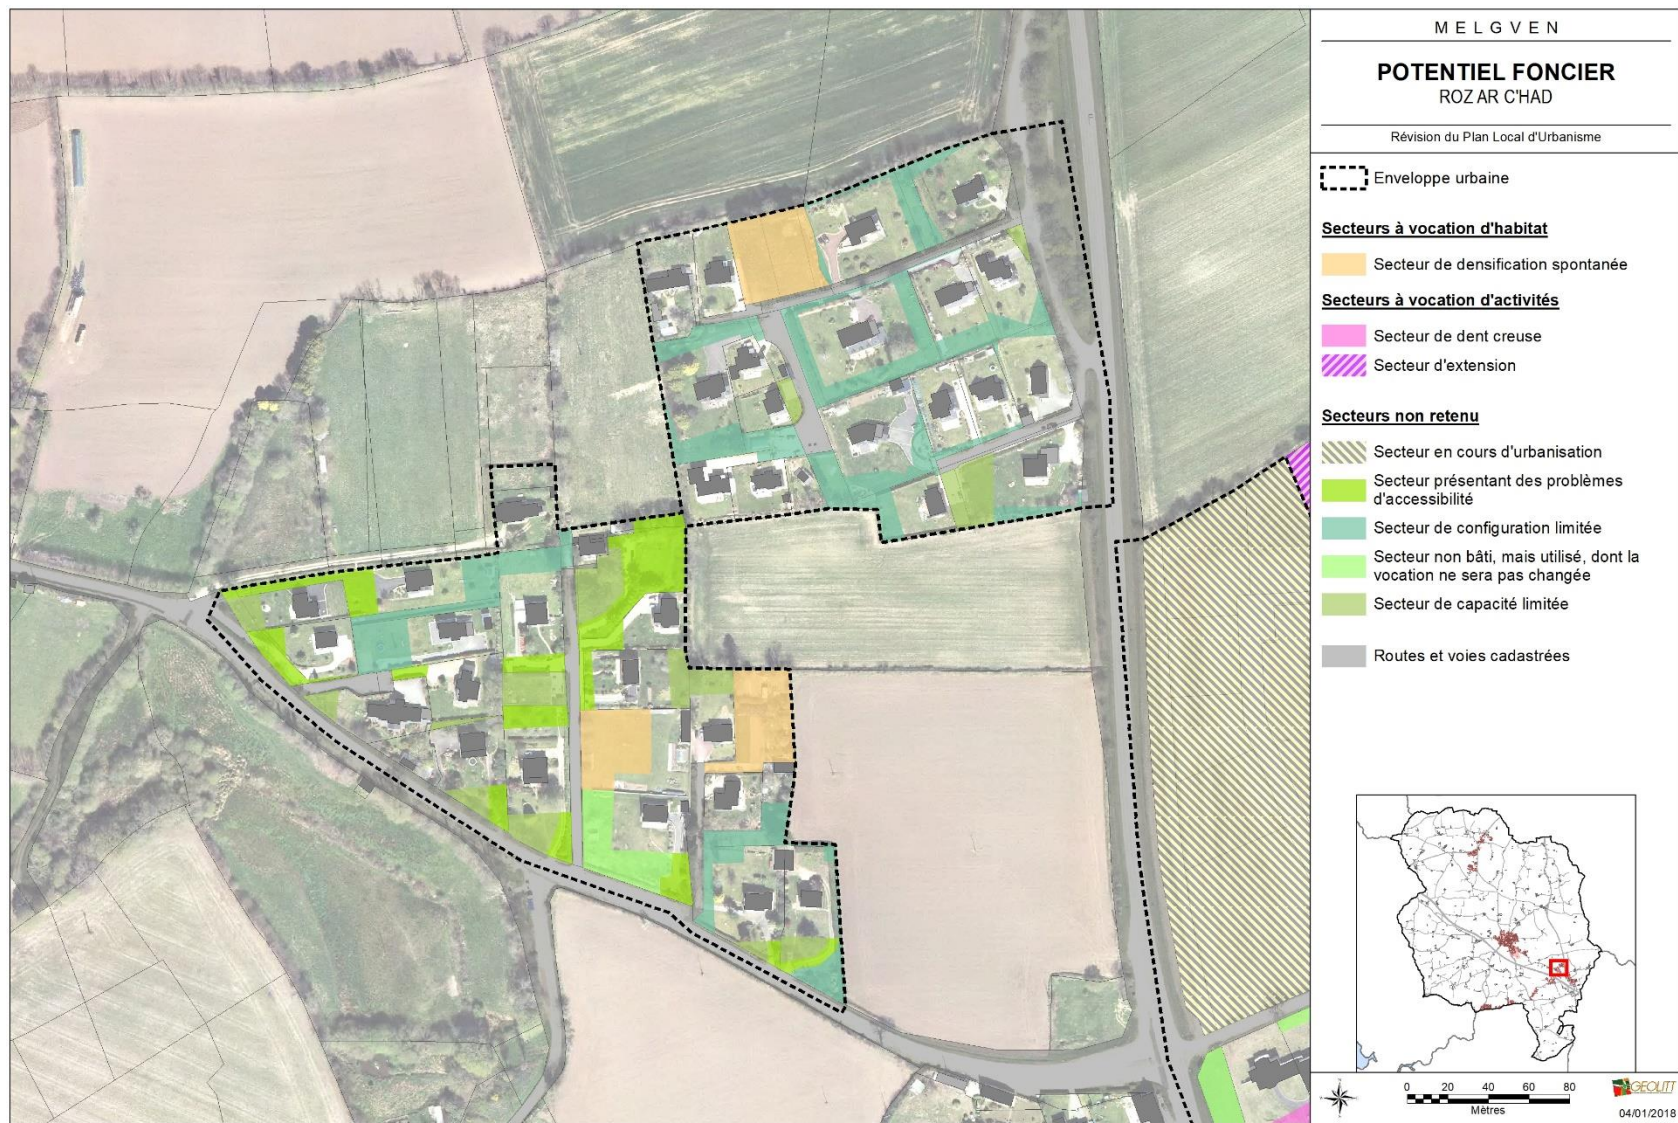 MELGVEN
POTENTIEL FONCIER
ROZ AR C'HAD
Révision du Plan Local d'Urbanisme
Enveloppe urbaine
Secteurs à vocation d'habitat
Secteur de densification spontanée
Secteurs à vocation d'activités
Secteur de dent creuse
Secteur d'extension
Secteurs non retenu
Secteur en cours d'urbanisation
Secteur présentant des problèmes
d'accessibilité
Secteur de configuration limitée
Secteur non bâti, mais utilisé, dont la
vocation ne sera pas changée
Secteur de capacité limitée
Routes et voies cadastrées
0 20 40 60 80
Mètres
GEOLITT
04/01/2018